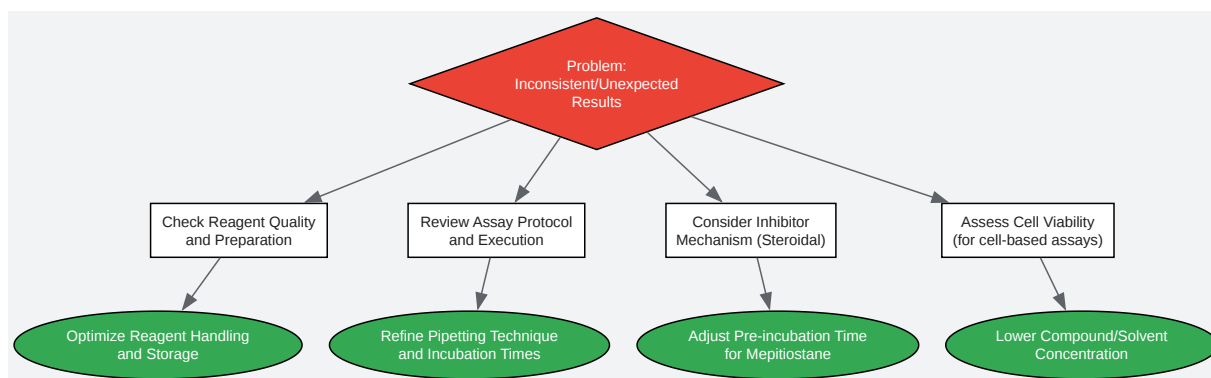 Problem:
Inconsistent/Unexpected
Results
Check Reagent Quality
and Preparation
Review Assay Protocol
and Execution
Consider Inhibitor
Mechanism (Steroidal)
Assess Cell Viability
(for cell-based assays)
Optimize Reagent Handling
and Storage
Refine Pipetting Technique
and Incubation Times
Adjust Pre-incubation Time
for Mepitiostane
Lower Compound/Solvent
Concentration